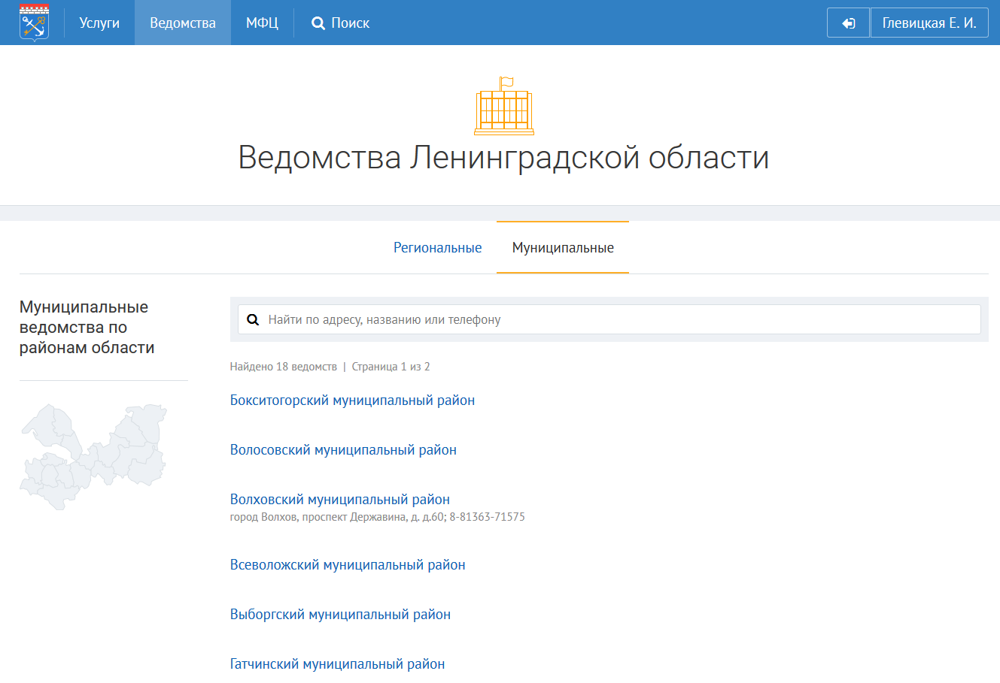 Услуги
Ведомства
МФЦ
Поиск
Глевицкая Е. И.
Ведомства Ленинградской области
Региональные
Муниципальные
Муниципальные
ведомства по
районам области
Найти по адресу, названию или телефону
Найдено 18 ведомств | Страница 1 из 2
Бокситогорский муниципальный район
Волосовский муниципальный район
Волховский муниципальный район
город Волхов, проспект Державина, д. д.60; 8-81363-71575
Всеволожский муниципальный район
Выборгский муниципальный район
Гатчинский муниципальный район